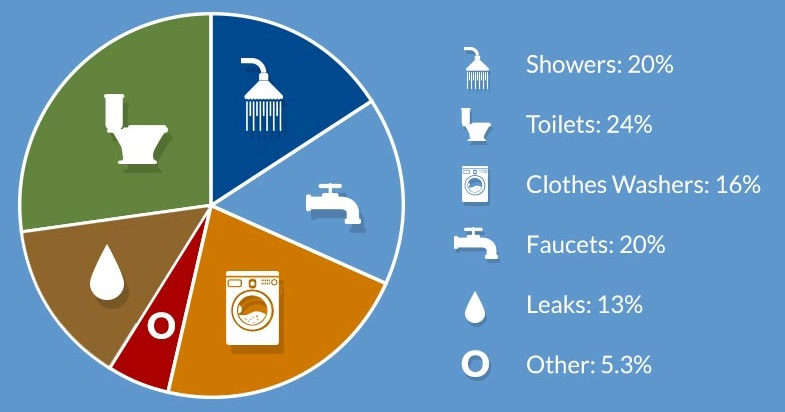 Showers: 20%
Toilets: 24%
Clothes Washers: 16%
Faucets: 20%
Leaks: 13%
Other: 5.3%